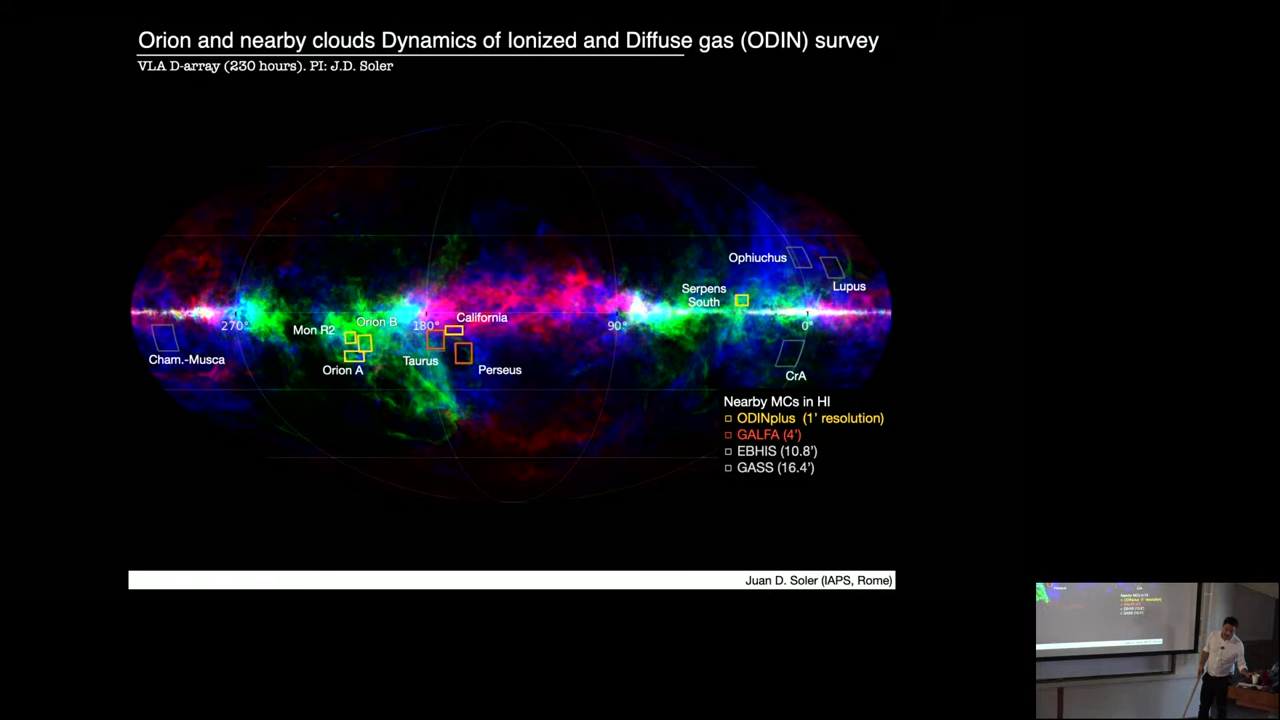 Orion and nearby clouds Dynamics of Ionized and Diffuse gas (ODIN) survey
VLA D-array (230 hours). PI: J.D. Soler
Ophiuchus
Lupus
Serpens
South
270°
Mon R2
Orion B
180°
California
90°
0°
Cham.-Musca
Orion A
Taurus
Perseus
CrA
Nearby MCs in HI
ODINplus (1' resolution)
GALFA (4')
EBHIS (10.8')
GASS (16.4')
Juan D. Soler (IAPS, Rome)